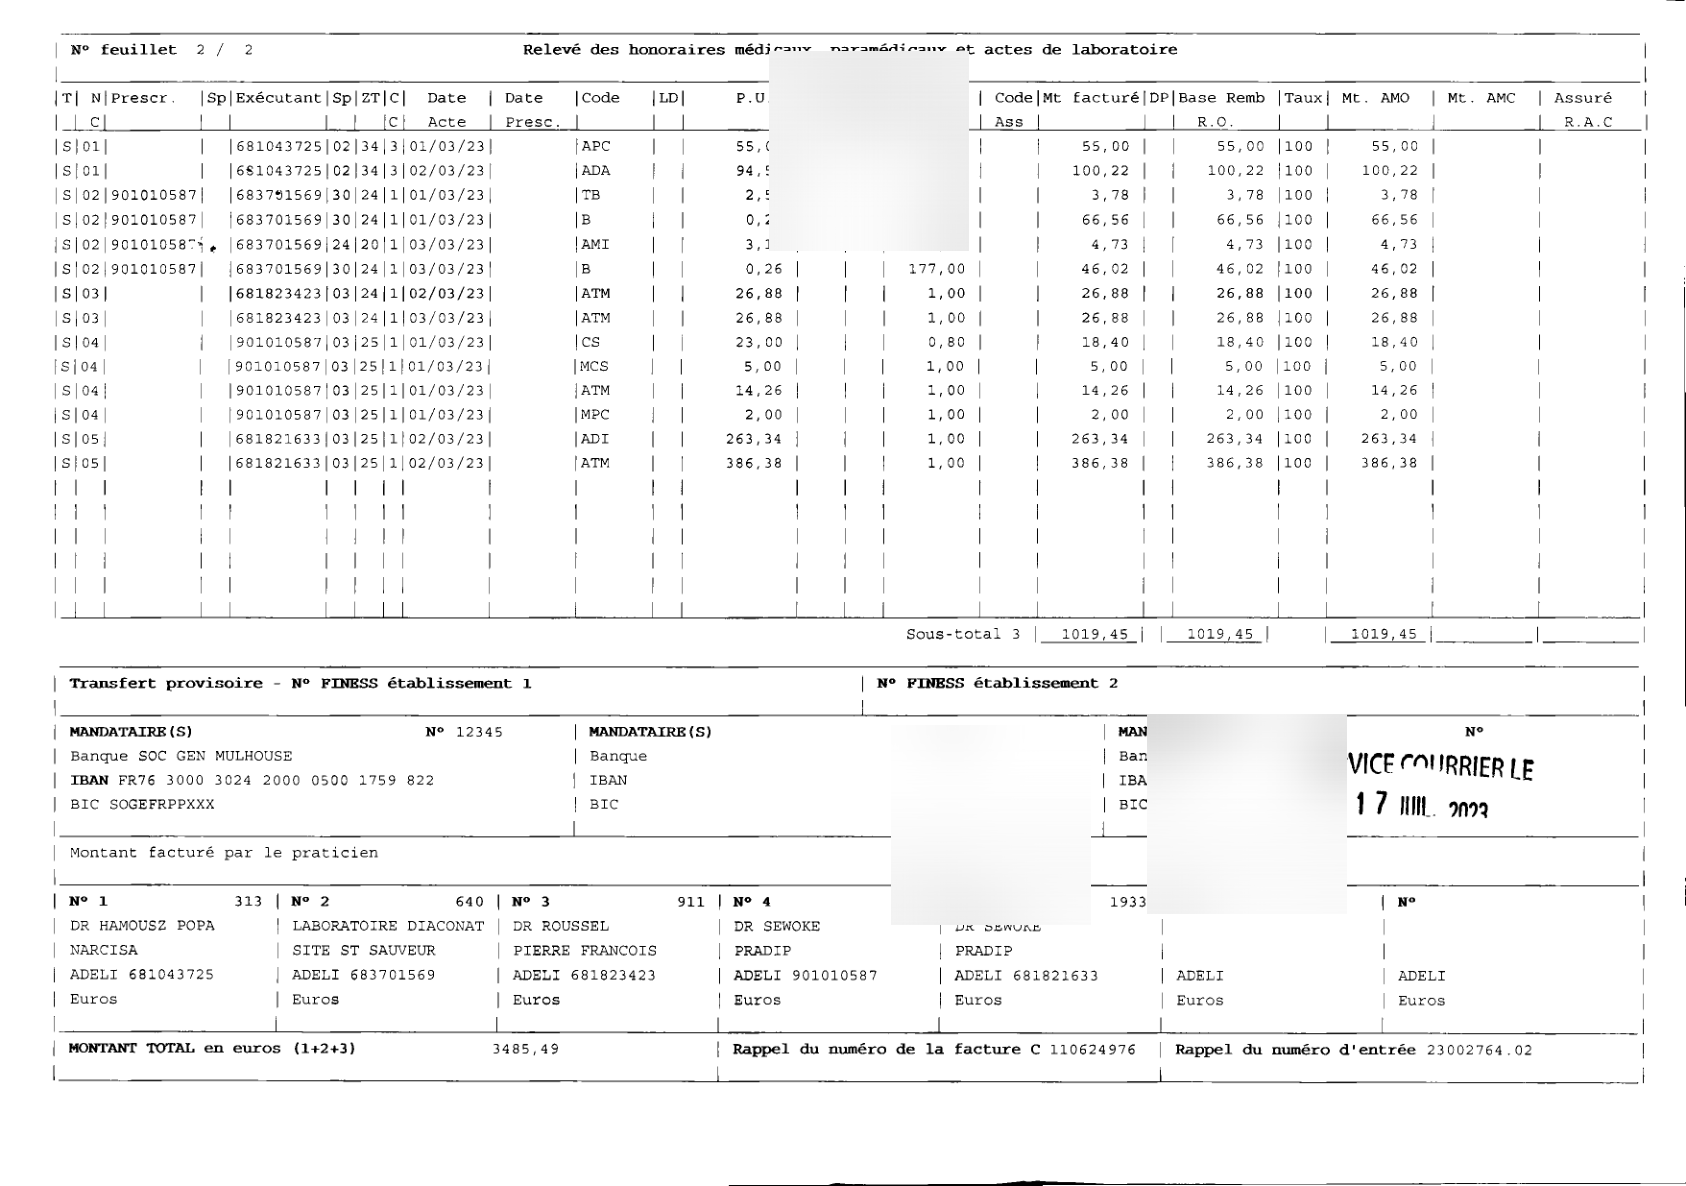 N° feuillet 2 / 2 Relevé des honoraires médicaux, paramédicaux et actes de laboratoire
T N Prescr. Sp Exécutant Sp ZT C Date Date Code LD P.U. Code Mt facturé DP Base Remb Taux Mt. AMO Mt. AMC Assuré
C C Acte Presc. Ass R.O. R.A.C
S 01 681043725 02 34 3 01/03/23 APC 55,0 55,00 55,00 100 55,00
S 01 681043725 02 34 3 02/03/23 ADA 94,5 100,22 100,22 100 100,22
S 02 901010587 683701569 30 24 1 01/03/23 TB 2,5 3,78 3,78 100 3,78
S 02 901010587 683701569 30 24 1 01/03/23 B 0,2 66,56 66,56 100 66,56
S 02 901010587 683701569 24 20 1 03/03/23 AMI 3,1 4,73 4,73 100 4,73
S 02 901010587 683701569 30 24 1 03/03/23 B 0,26 177,00 46,02 46,02 100 46,02
S 03 681823423 03 24 1 02/03/23 ATM 26,88 1,00 26,88 26,88 100 26,88
S 03 681823423 03 24 1 03/03/23 ATM 26,88 1,00 26,88 26,88 100 26,88
S 04 901010587 03 25 1 01/03/23 CS 23,00 0,80 18,40 18,40 100 18,40
S 04 901010587 03 25 1 01/03/23 MCS 5,00 1,00 5,00 5,00 100 5,00
S 04 901010587 03 25 1 01/03/23 ATM 14,26 1,00 14,26 14,26 100 14,26
S 04 901010587 03 25 1 01/03/23 MPC 2,00 1,00 2,00 2,00 100 2,00
S 05 681821633 03 25 1 02/03/23 ADI 263,34 1,00 263,34 263,34 100 263,34
S 05 681821633 03 25 1 02/03/23 ATM 386,38 1,00 386,38 386,38 100 386,38
Sous-total 3 1019,45 1019,45 1019,45
Transfert provisoire - N° FINESS établissement 1 N° FINESS établissement 2
MANDATAIRE(S) N° 12345 MANDATAIRE(S) MAN N°
Banque SOC GEN MULHOUSE Banque Ban
IBAN FR76 3000 3024 2000 0500 1759 822 IBAN IBA
BIC SOGEFRPPXXX BIC BIC
VICE COURRIER LE
17 JUIL. 2023
Montant facturé par le praticien
N° 1 313 N° 2 640 N° 3 911 N° 4 1933 N°
DR HAMOUSZ POPA LABORATOIRE DIACONAT DR ROUSSEL DR SEWOKE DR SEWOKE
NARCISA SITE ST SAUVEUR PIERRE FRANCOIS PRADIP PRADIP
ADELI 681043725 ADELI 683701569 ADELI 681823423 ADELI 901010587 ADELI 681821633 ADELI ADELI
Euros Euros Euros Euros Euros Euros Euros
MONTANT TOTAL en euros (1+2+3) 3485,49 Rappel du numéro de la facture C 110624976 Rappel du numéro d'entrée 23002764.02